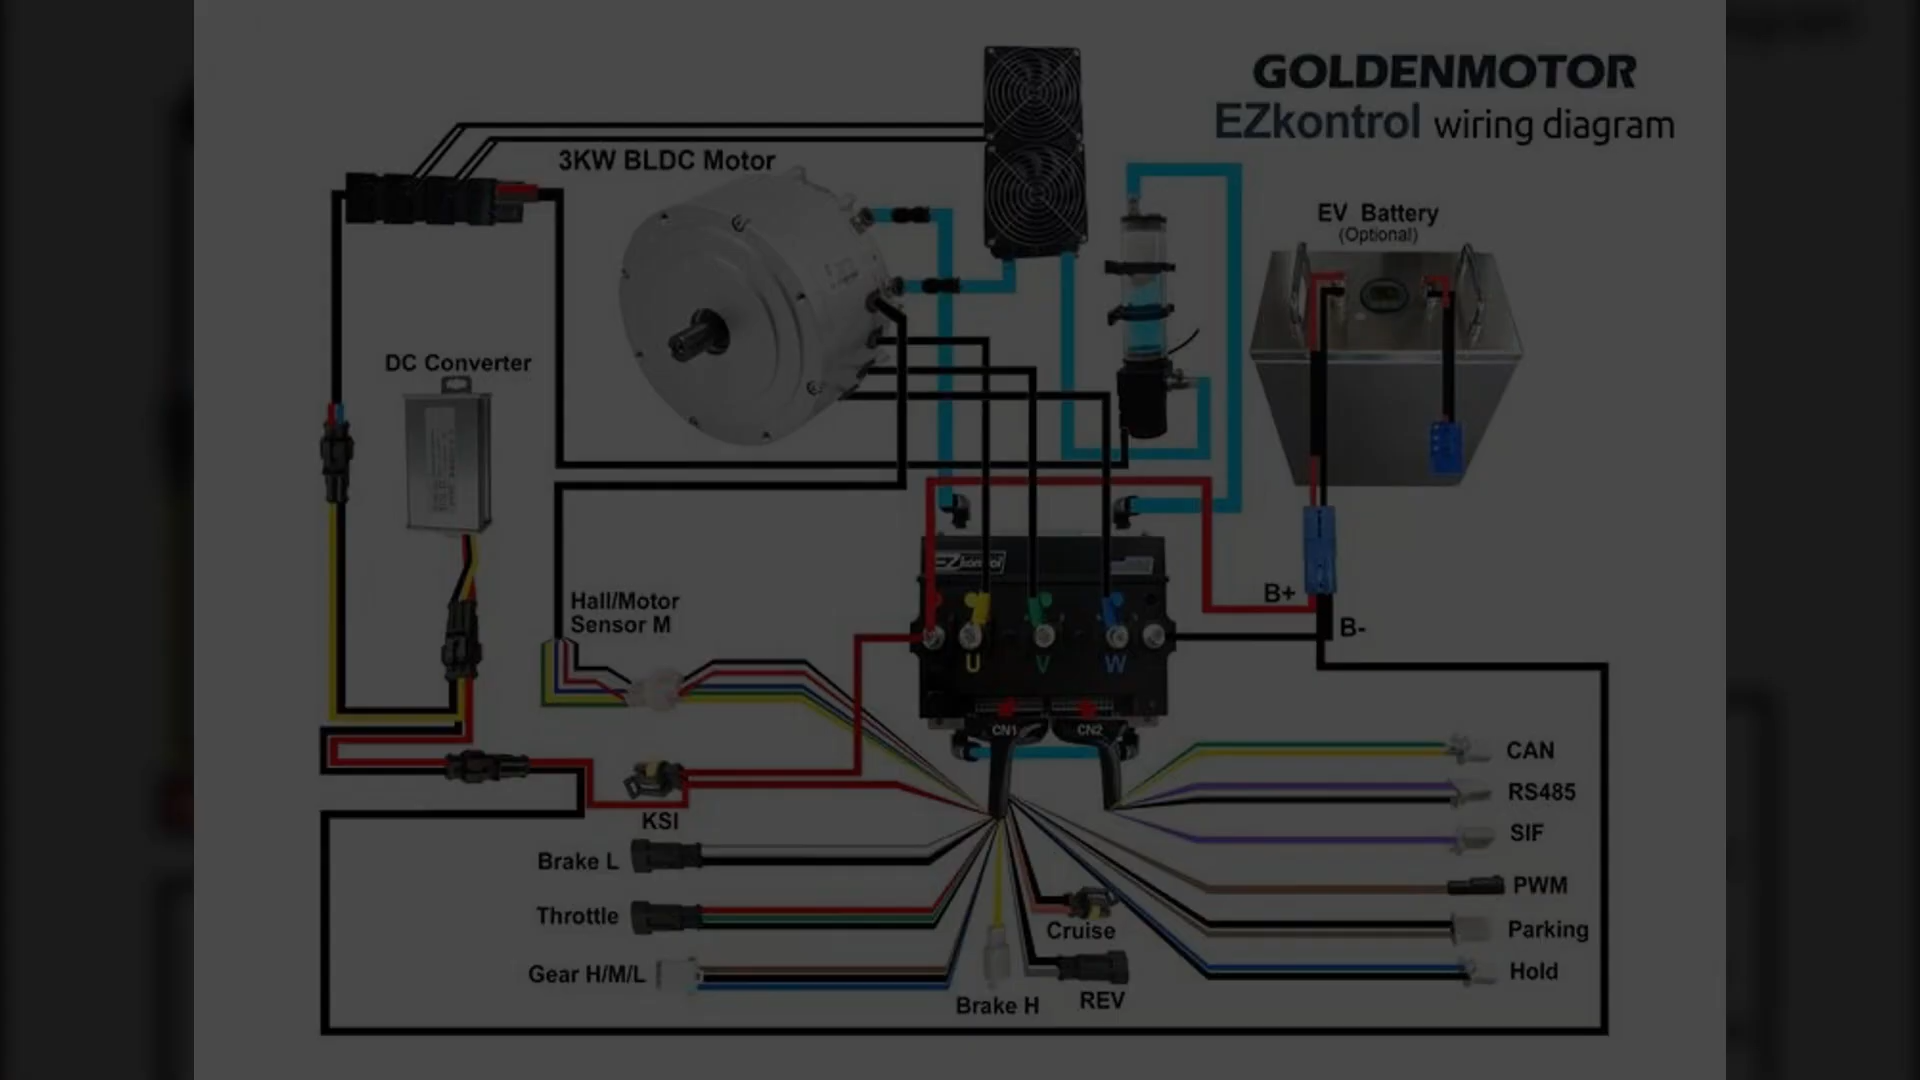 GOLDENMOTOR
EZkontrol wiring diagram
3KW BLDC Motor
EV Battery
(Optional)
DC Converter
EZkontrol
Hall/Motor
Sensor M
B+
B-
U
V
W
CN1
CN2
KSI
Brake L
Throttle
Gear H/M/L
Brake H
Cruise
REV
CAN
RS485
SIF
PWM
Parking
Hold